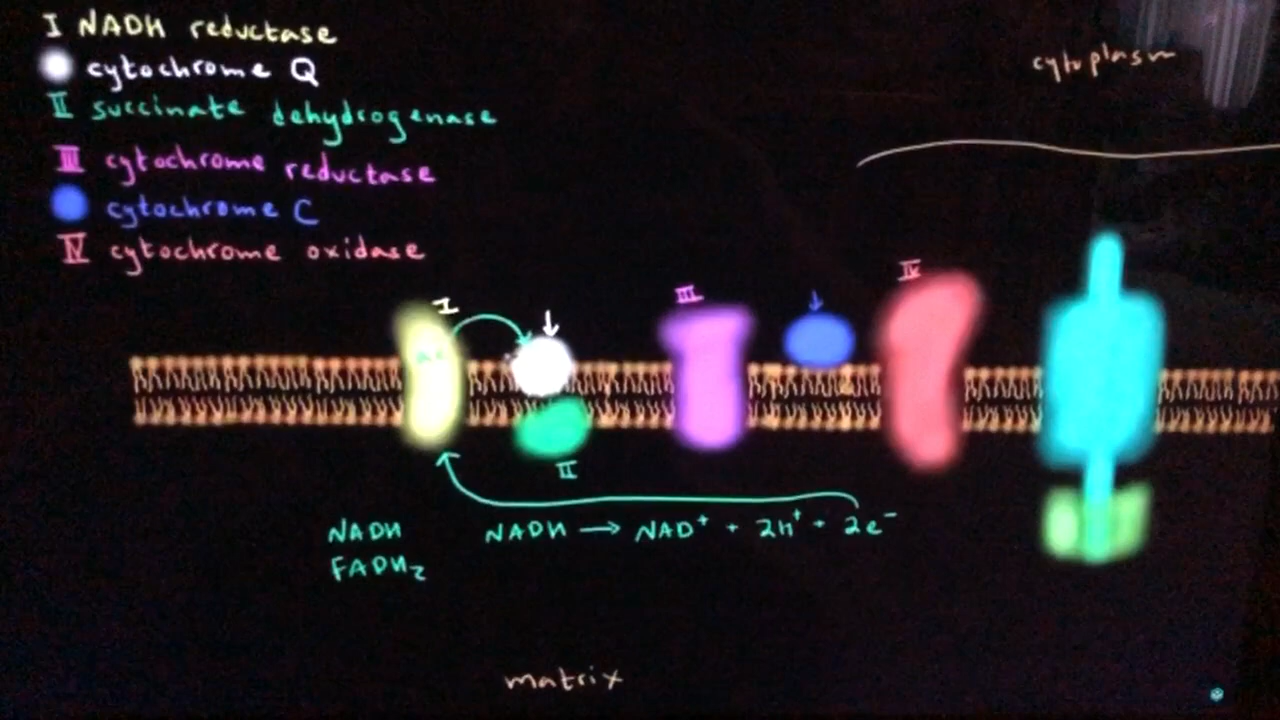 I NADH reductase
cytochrome Q
II succinate dehydrogenase
III cytochrome reductase
cytochrome C
IV cytochrome oxidase
cytoplasm
I
III
IV
II
NADH
FADH₂
NADH → NAD⁺ + 2H⁺ + 2e⁻
matrix